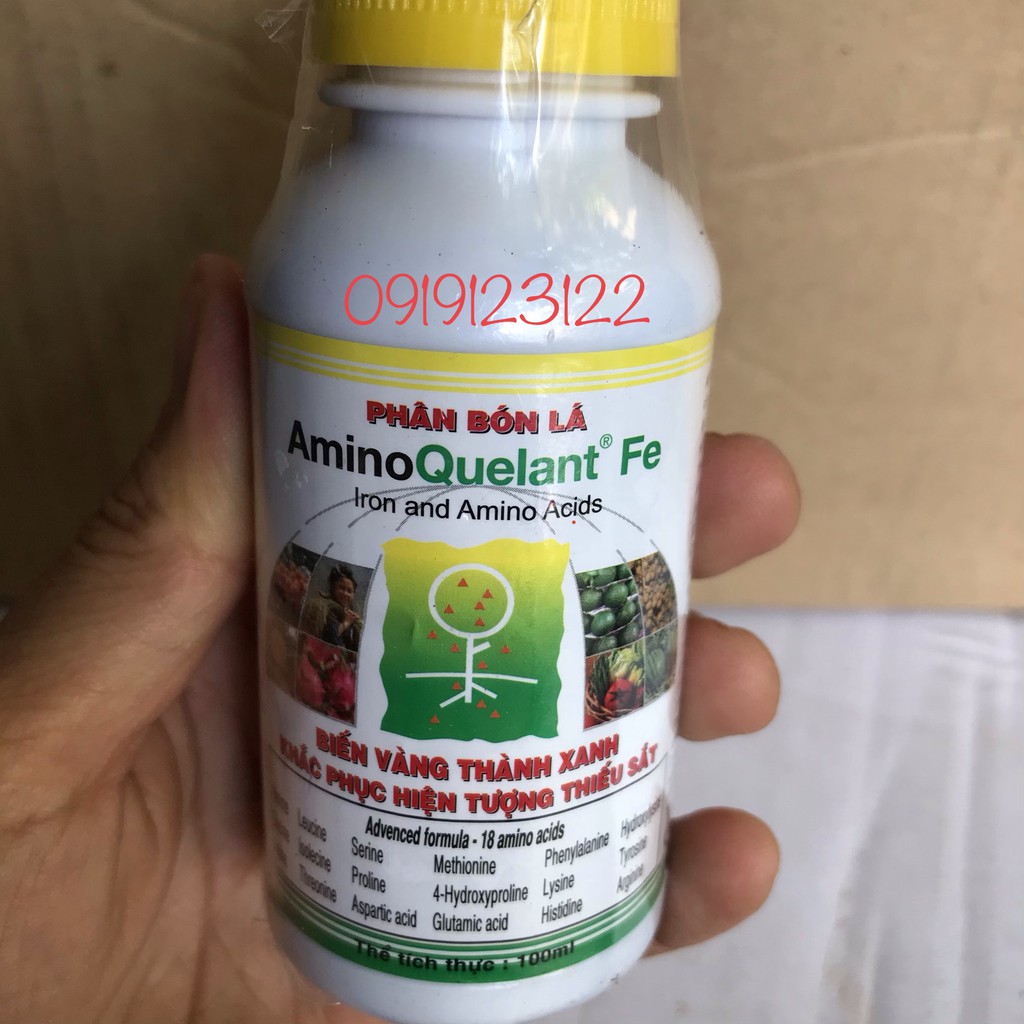 0919123122
PHÂN BÓN LÁ
AminoQuelant® Fe
Iron and Amino Acids
BIẾN VÀNG THÀNH XANH
KHẮC PHỤC HIỆN TƯỢNG THIẾU SẮT
Advanced formula - 18 amino acids
Leucine Serine Methionine Phenylalanine
Isolecine Proline 4-Hydroxyproline Lysine Tyrosine
Threonine Aspartic acid Glutamic acid Histidine Arginine
Thể tích thực : 100ml